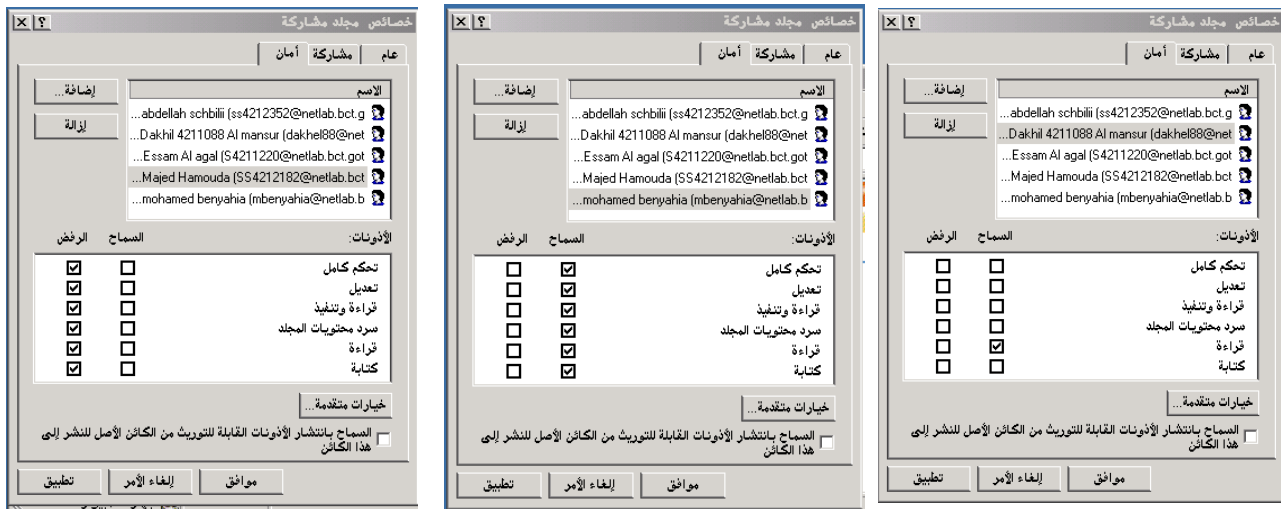 خصائص مجلد مشاركة
عام مشاركة أمان
الاسم
إضافة...
إزالة
abdellah schbilii (ss4212352@netlab.bct.g...
Dakhil 4211088 Al mansur (dakhel88@net...
Essam Al agal (S4211220@netlab.bct.got...
Majed Hamouda (SS4212182@netlab.bct...
mohamed benyahia (mbenyahia@netlab.b...
الأذونات: السماح الرفض
تحكم كامل
تعديل
قراءة وتنفيذ
سرد محتويات المجلد
قراءة
كتابة
خيارات متقدمة...
السماح بانتشار الأذونات القابلة للتوريث من الكائن الأصل للنشر إلى
هذا الكائن
موافق إلغاء الأمر تطبيق
خصائص مجلد مشاركة
عام مشاركة أمان
الاسم
إضافة...
إزالة
abdellah schbilii (ss4212352@netlab.bct.g...
Dakhil 4211088 Al mansur (dakhel88@net...
Essam Al agal (S4211220@netlab.bct.got...
Majed Hamouda (SS4212182@netlab.bct...
mohamed benyahia (mbenyahia@netlab.b...
الأذونات: السماح الرفض
تحكم كامل
تعديل
قراءة وتنفيذ
سرد محتويات المجلد
قراءة
كتابة
خيارات متقدمة...
السماح بانتشار الأذونات القابلة للتوريث من الكائن الأصل للنشر إلى
هذا الكائن
موافق إلغاء الأمر تطبيق
خصائص مجلد مشاركة
عام مشاركة أمان
الاسم
إضافة...
إزالة
abdellah schbilii (ss4212352@netlab.bct.g...
Dakhil 4211088 Al mansur (dakhel88@net...
Essam Al agal (S4211220@netlab.bct.got...
Majed Hamouda (SS4212182@netlab.bct...
mohamed benyahia (mbenyahia@netlab.b...
الأذونات: السماح الرفض
تحكم كامل
تعديل
قراءة وتنفيذ
سرد محتويات المجلد
قراءة
كتابة
خيارات متقدمة...
السماح بانتشار الأذونات القابلة للتوريث من الكائن الأصل للنشر إلى
هذا الكائن
موافق إلغاء الأمر تطبيق